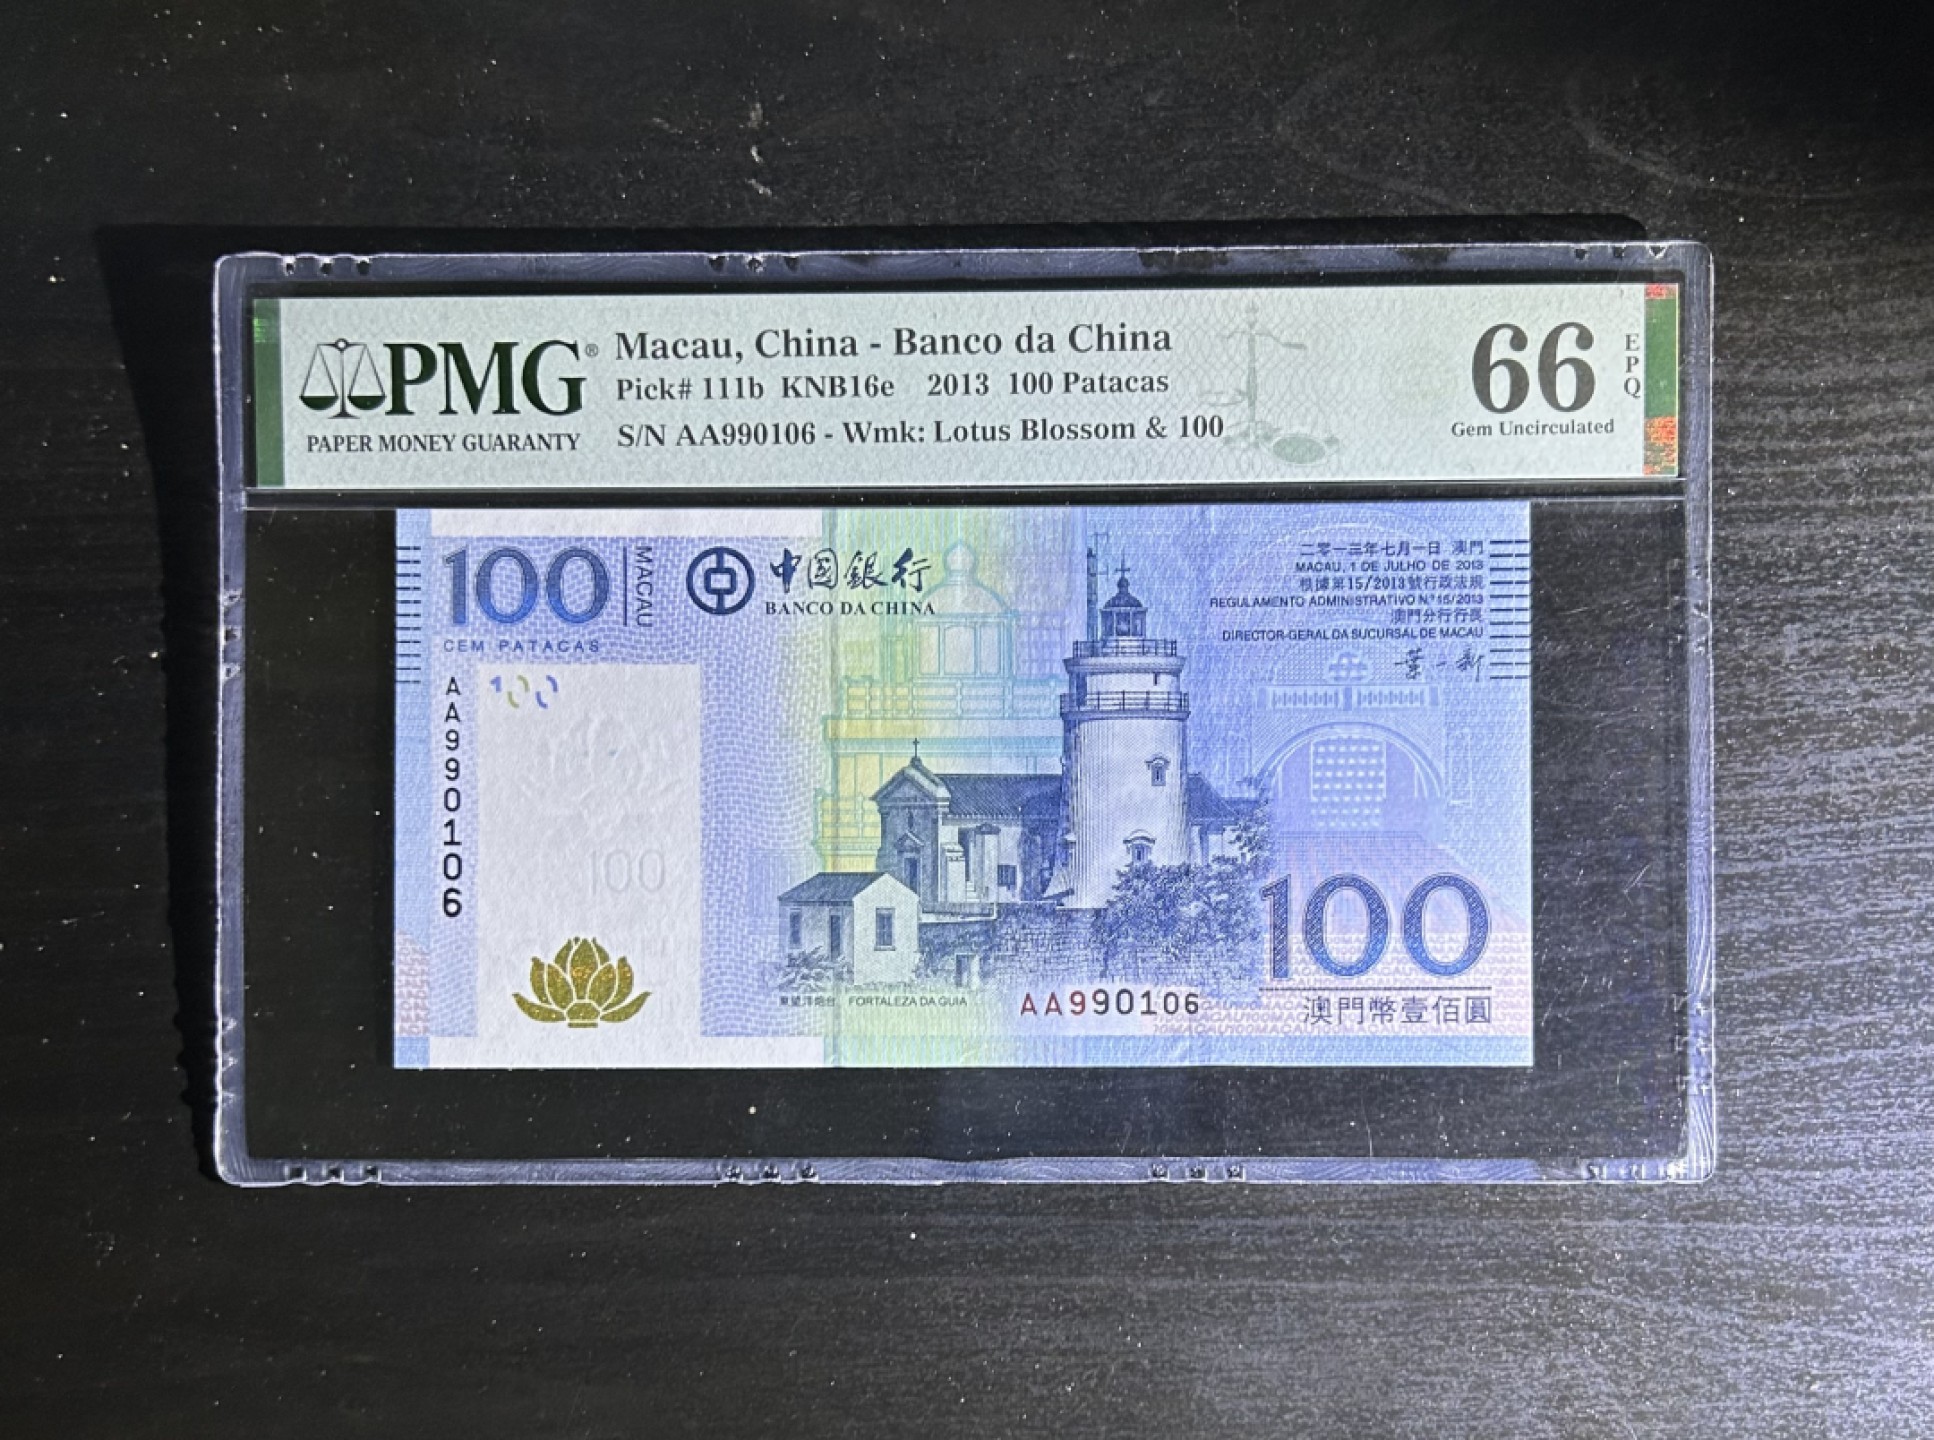 PMG®
PAPER MONEY GUARANTY
Macau, China - Banco da China
Pick# 111b KNB16e 2013 100 Patacas
S/N AA990106 - Wmk: Lotus Blossom & 100
66
EPQ
Gem Uncirculated
100
MACAU
CEM PATACAS
中國銀行
BANCO DA CHINA
二零一三年七月一日 澳門
MACAU, 1 DE JULHO DE 2013
根據第15/2013號行政法規
REGULAMENTO ADMINISTRATIVO N.º 15/2013
澳門分行行長
DIRECTOR-GERAL DA SUCURSAL DE MACAU
葉一新
AA990106
100
100
東望洋炮台 FORTALEZA DA GUIA
AA990106
100
澳門幣壹佰圓